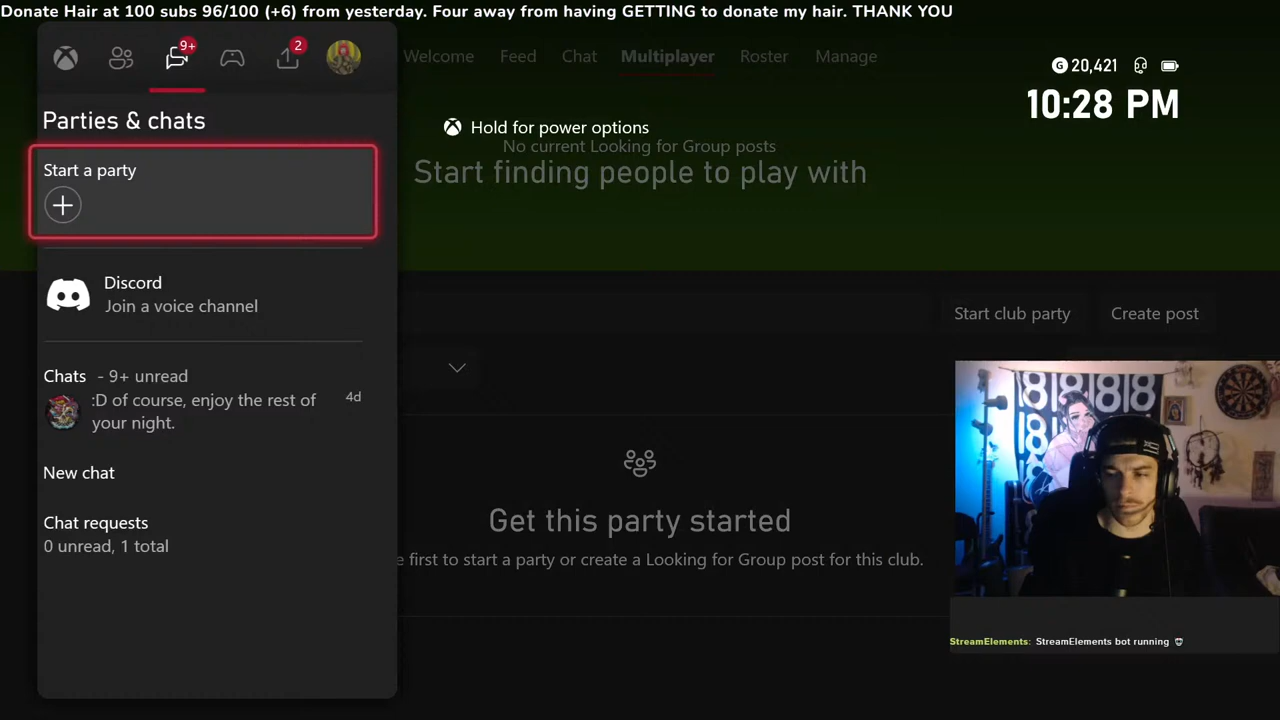 Donate Hair at 100 subs 96/100 (+6) from yesterday. Four away from having GETTING to donate my hair. THANK YOU
9+
2
Welcome Feed Chat Multiplayer Roster Manage
20,421
10:28 PM
Parties & chats
Hold for power options
No current Looking for Group posts
Start finding people to play with
Start a party
Discord
Join a voice channel
Start club party Create post
Chats - 9+ unread
:D of course, enjoy the rest of
your night.
4d
New chat
Chat requests
0 unread, 1 total
Get this party started
e first to start a party or create a Looking for Group post for this club.
StreamElements: StreamElements bot running